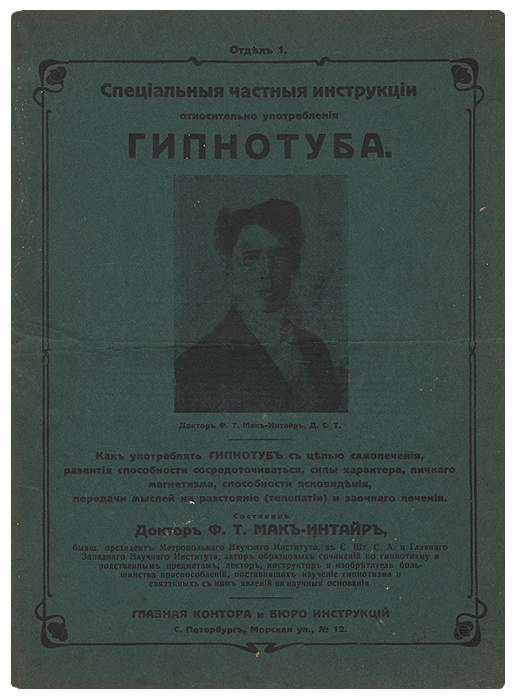 Отдѣлъ 1.
Спеціальныя частныя инструкціи
относительно употребленія
ГИПНОТУБА.
Докторъ Ф. Т. Макъ-Интайръ, Д. С. Т.
Какъ употреблять ГИПНОТУБЪ съ цѣлью самолеченія,
развитія способности сосредоточиваться, силы характера, личнаго
магнетизма, способности ясновидѣнія,
передачи мыслей на разстояніе (телепатіи) и заочнаго леченія.
Составилъ
Докторъ Ф. Т. МАКЪ-ИНТАЙРЪ,
бывш. президентъ Метропольнаго Научнаго Института, въ С. Шт. С. А. и Главнаго
Западнаго Научнаго Института, авторъ образцовыхъ сочиненій по гипнотизму и
родственнымъ предметамъ; лекторъ, инструкторъ и изобрѣтатель боль-
шинства приспособленій, поставившихъ изученіе гипнотизма и
связанныхъ съ нимъ явленій на научныя основанія.
ГЛАВНАЯ КОНТОРА и БЮРО ИНСТРУКЦІЙ
С.-Петербургъ, Морская ул., № 12.